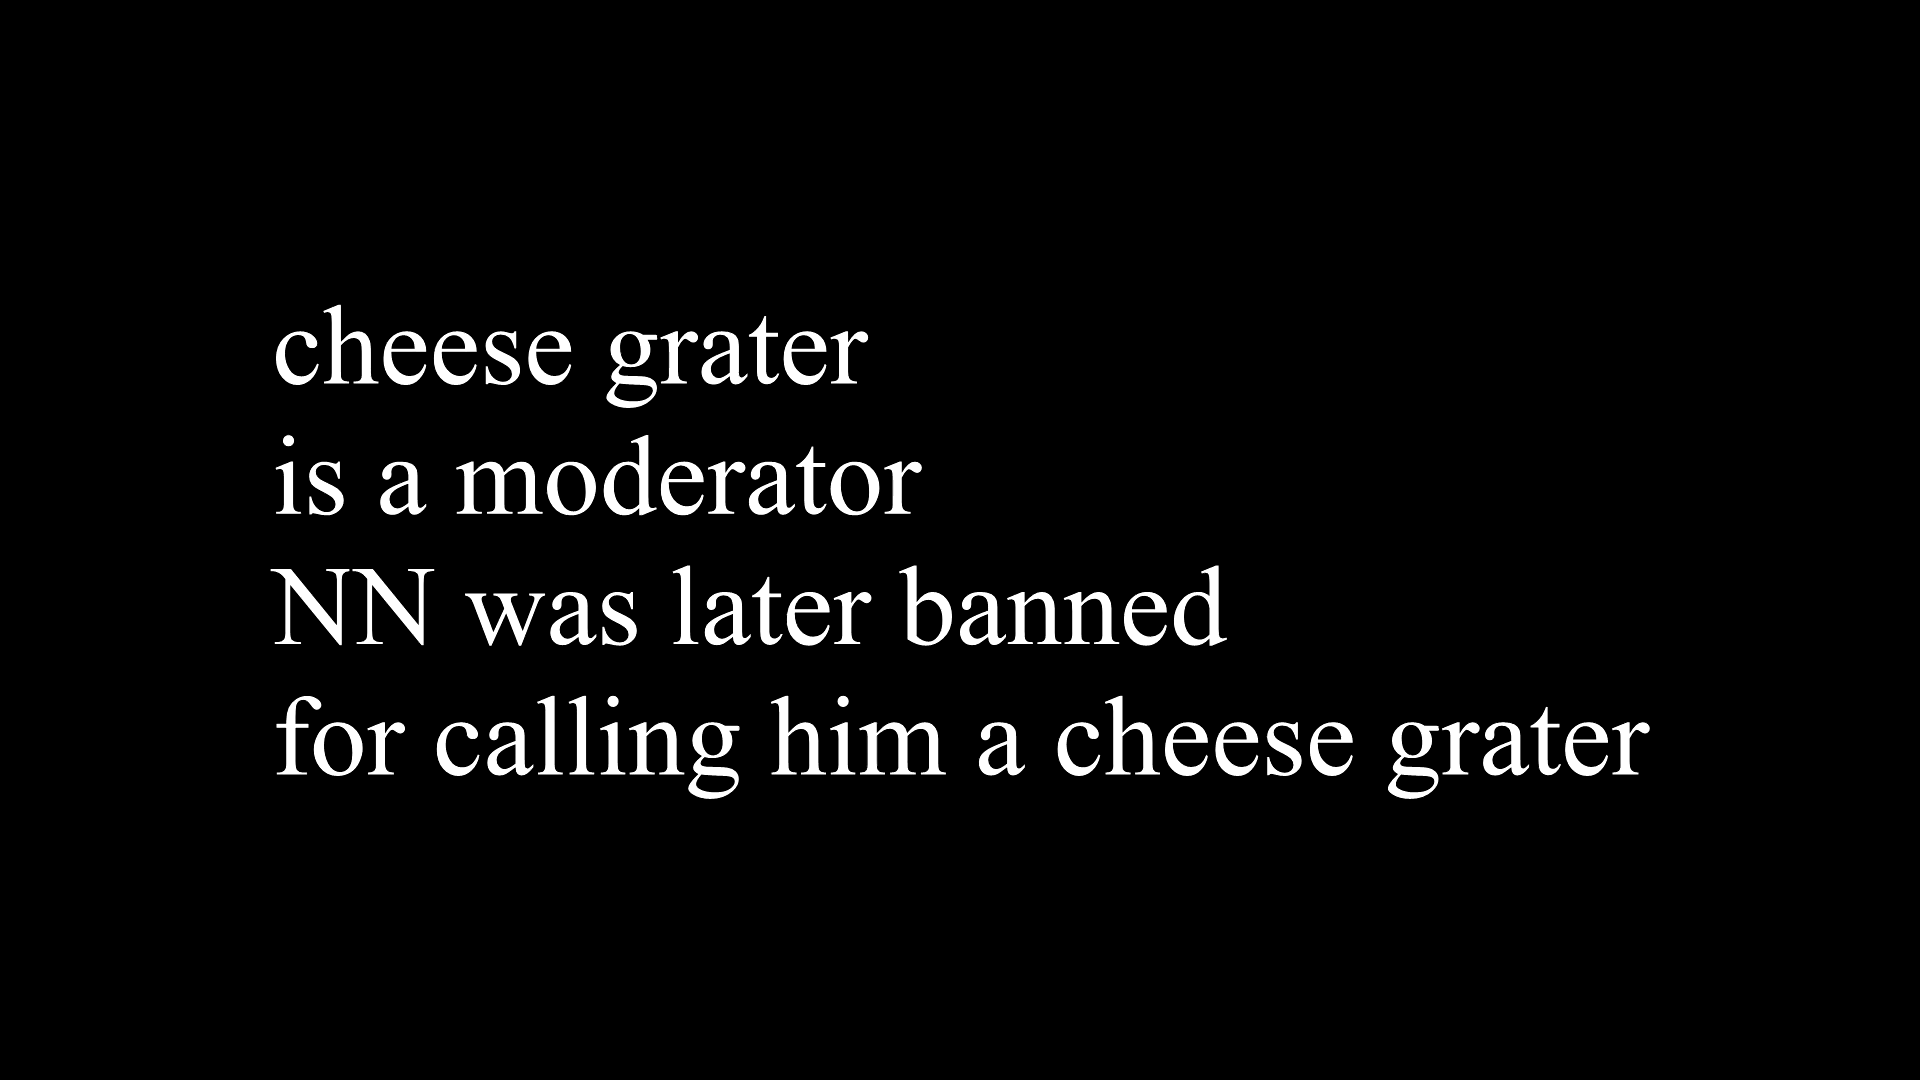 cheese grater
is a moderator
NN was later banned
for calling him a cheese grater